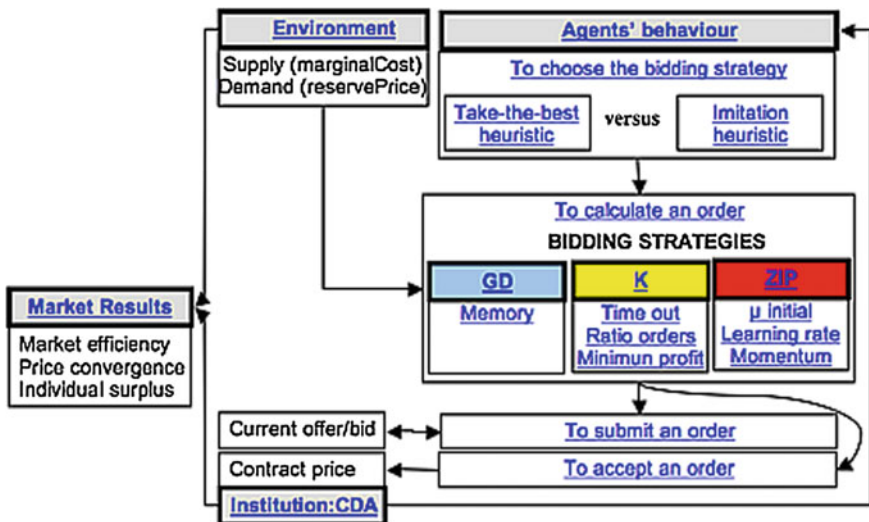 Environment
Supply (marginalCost)
Demand (reservePrice)
Agents' behaviour
To choose the bidding strategy
Take-the-best
heuristic
versus
Imitation
heuristic
To calculate an order
BIDDING STRATEGIES
GD
Memory
K
Time out
Ratio orders
Minimun profit
ZIP
µ initial
Learning rate
Momentum
Market Results
Market efficiency
Price convergence
Individual surplus
Current offer/bid
To submit an order
Contract price
To accept an order
Institution:CDA